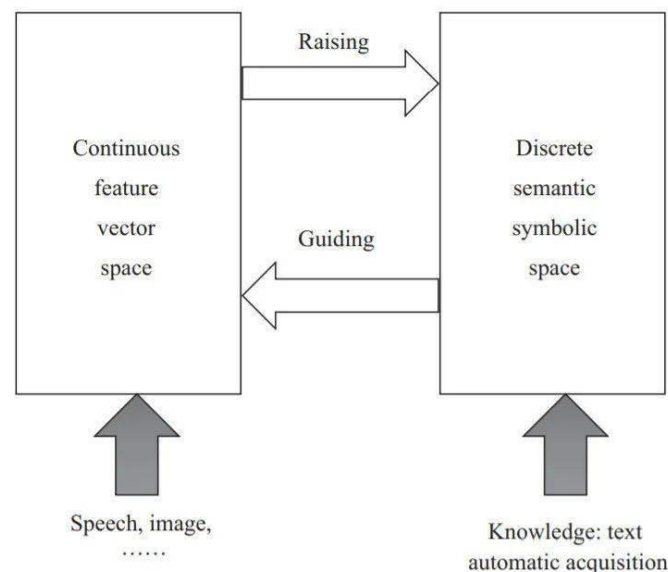 Raising
Continuous
feature
vector
space
Discrete
semantic
symbolic
space
Guiding
Speech, image,
……
Knowledge: text
automatic acquisition